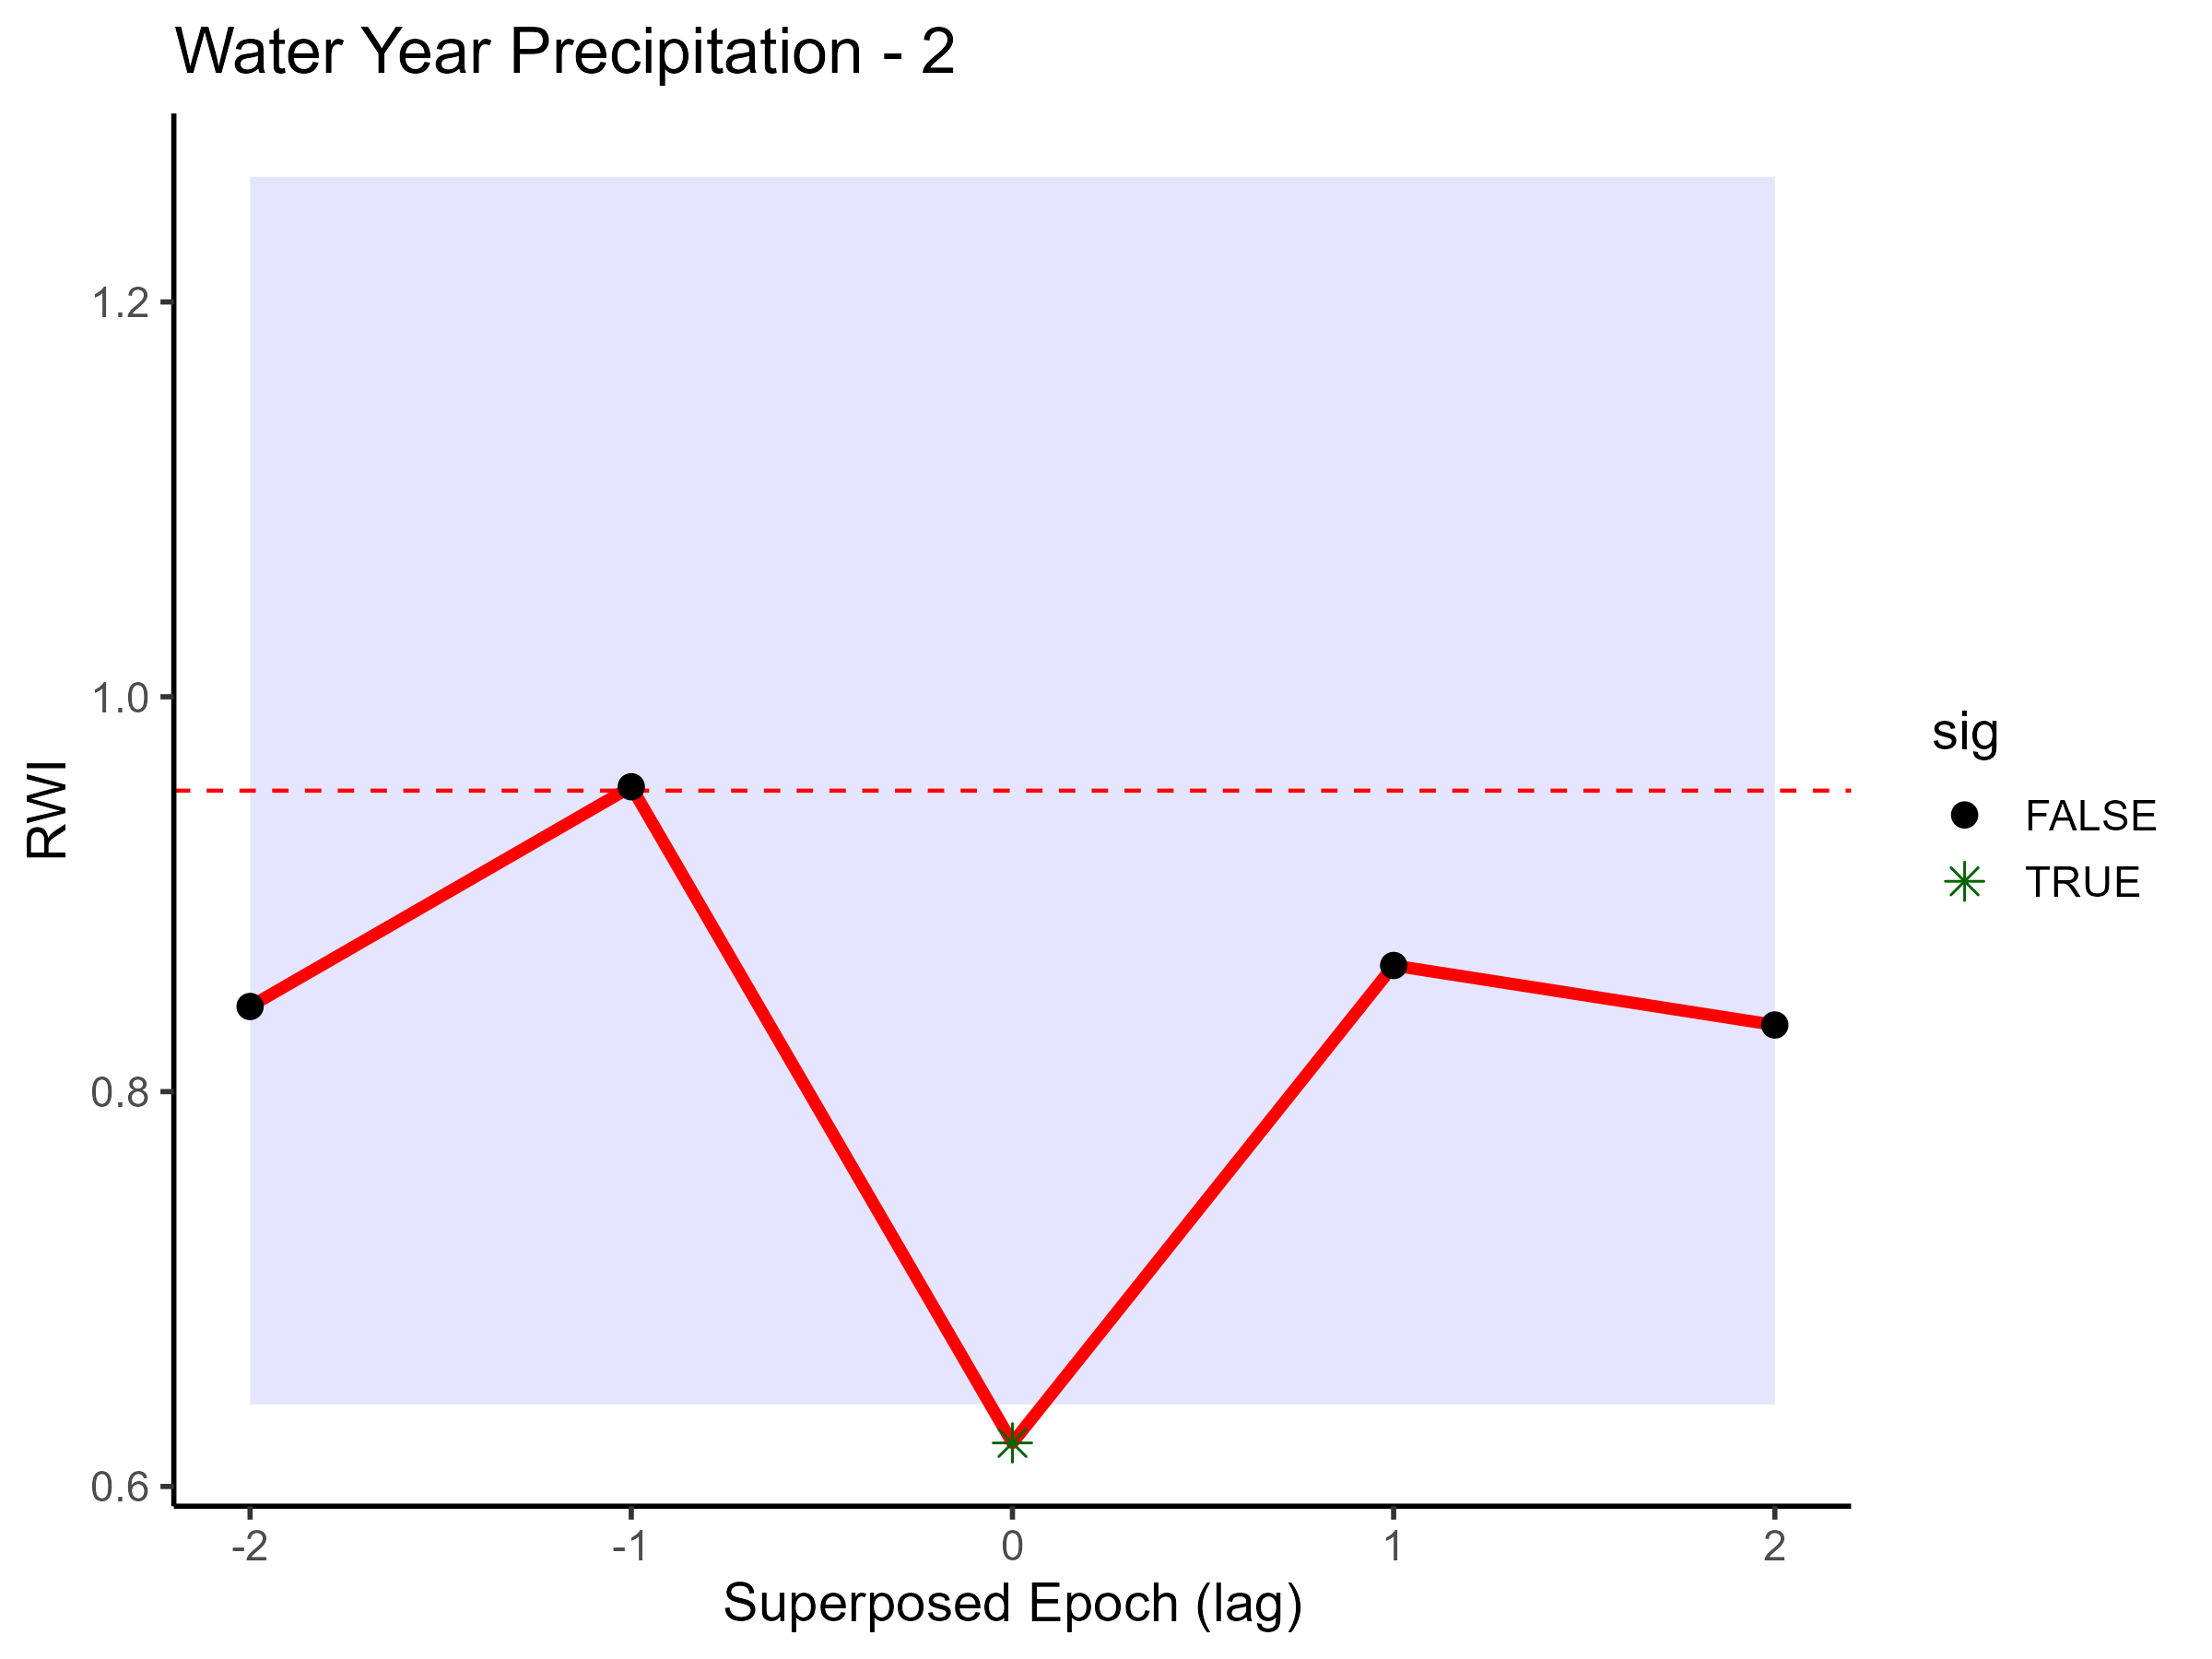 Water Year Precipitation - 2
1.2
1.0
0.8
0.6
RWI
-2
-1
0
1
2
Superposed Epoch (lag)
sig
FALSE
TRUE